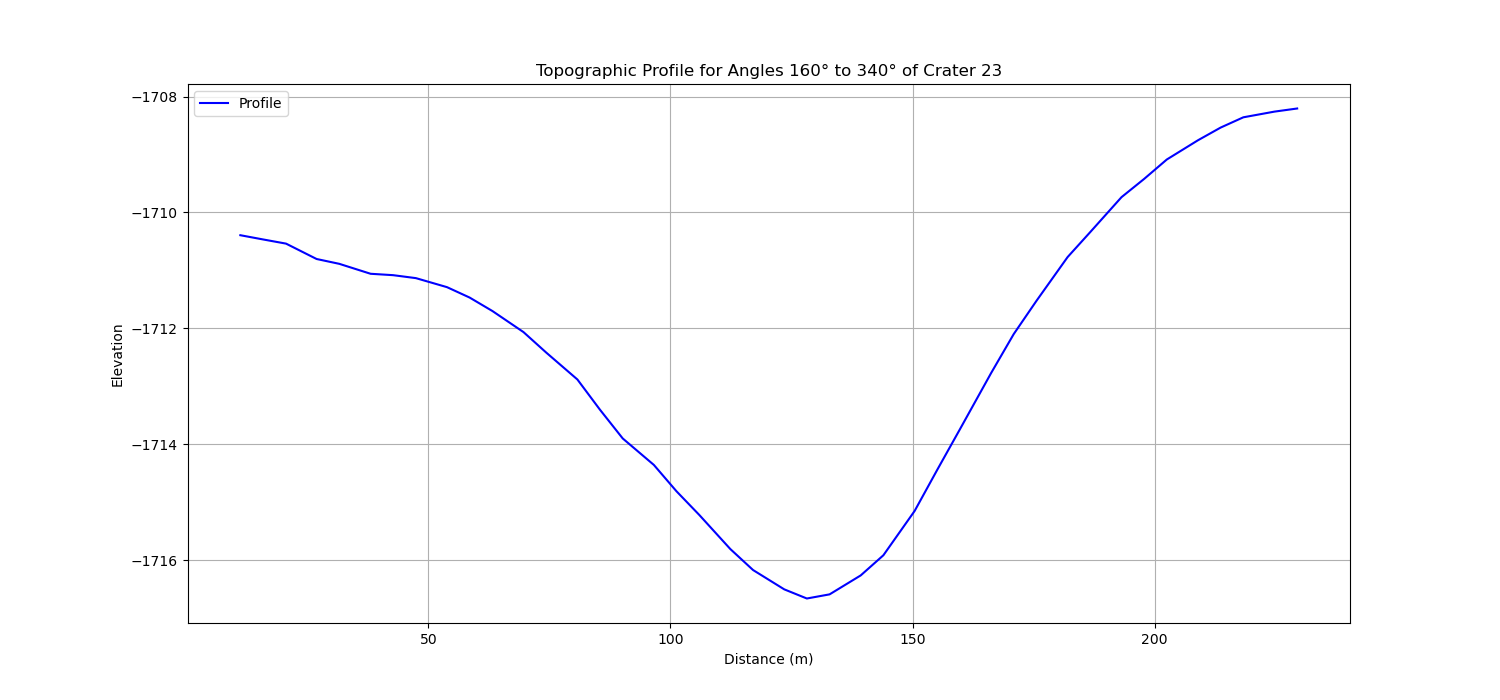 Topographic Profile for Angles 160° to 340° of Crater 23
Profile
−1708
−1710
−1712
−1714
−1716
Elevation
50
100
150
200
Distance (m)